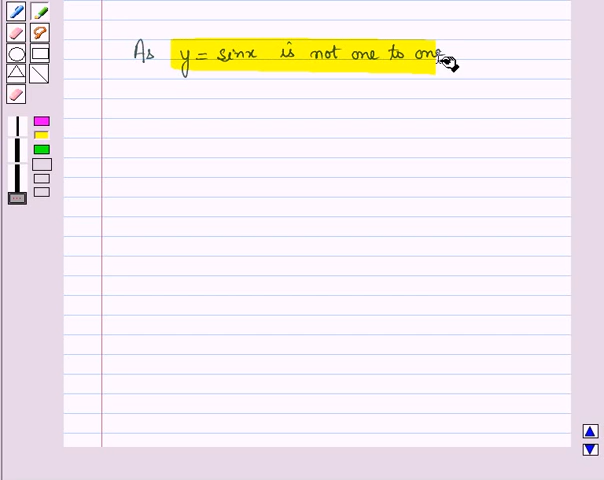 As y = sinx is not one to one